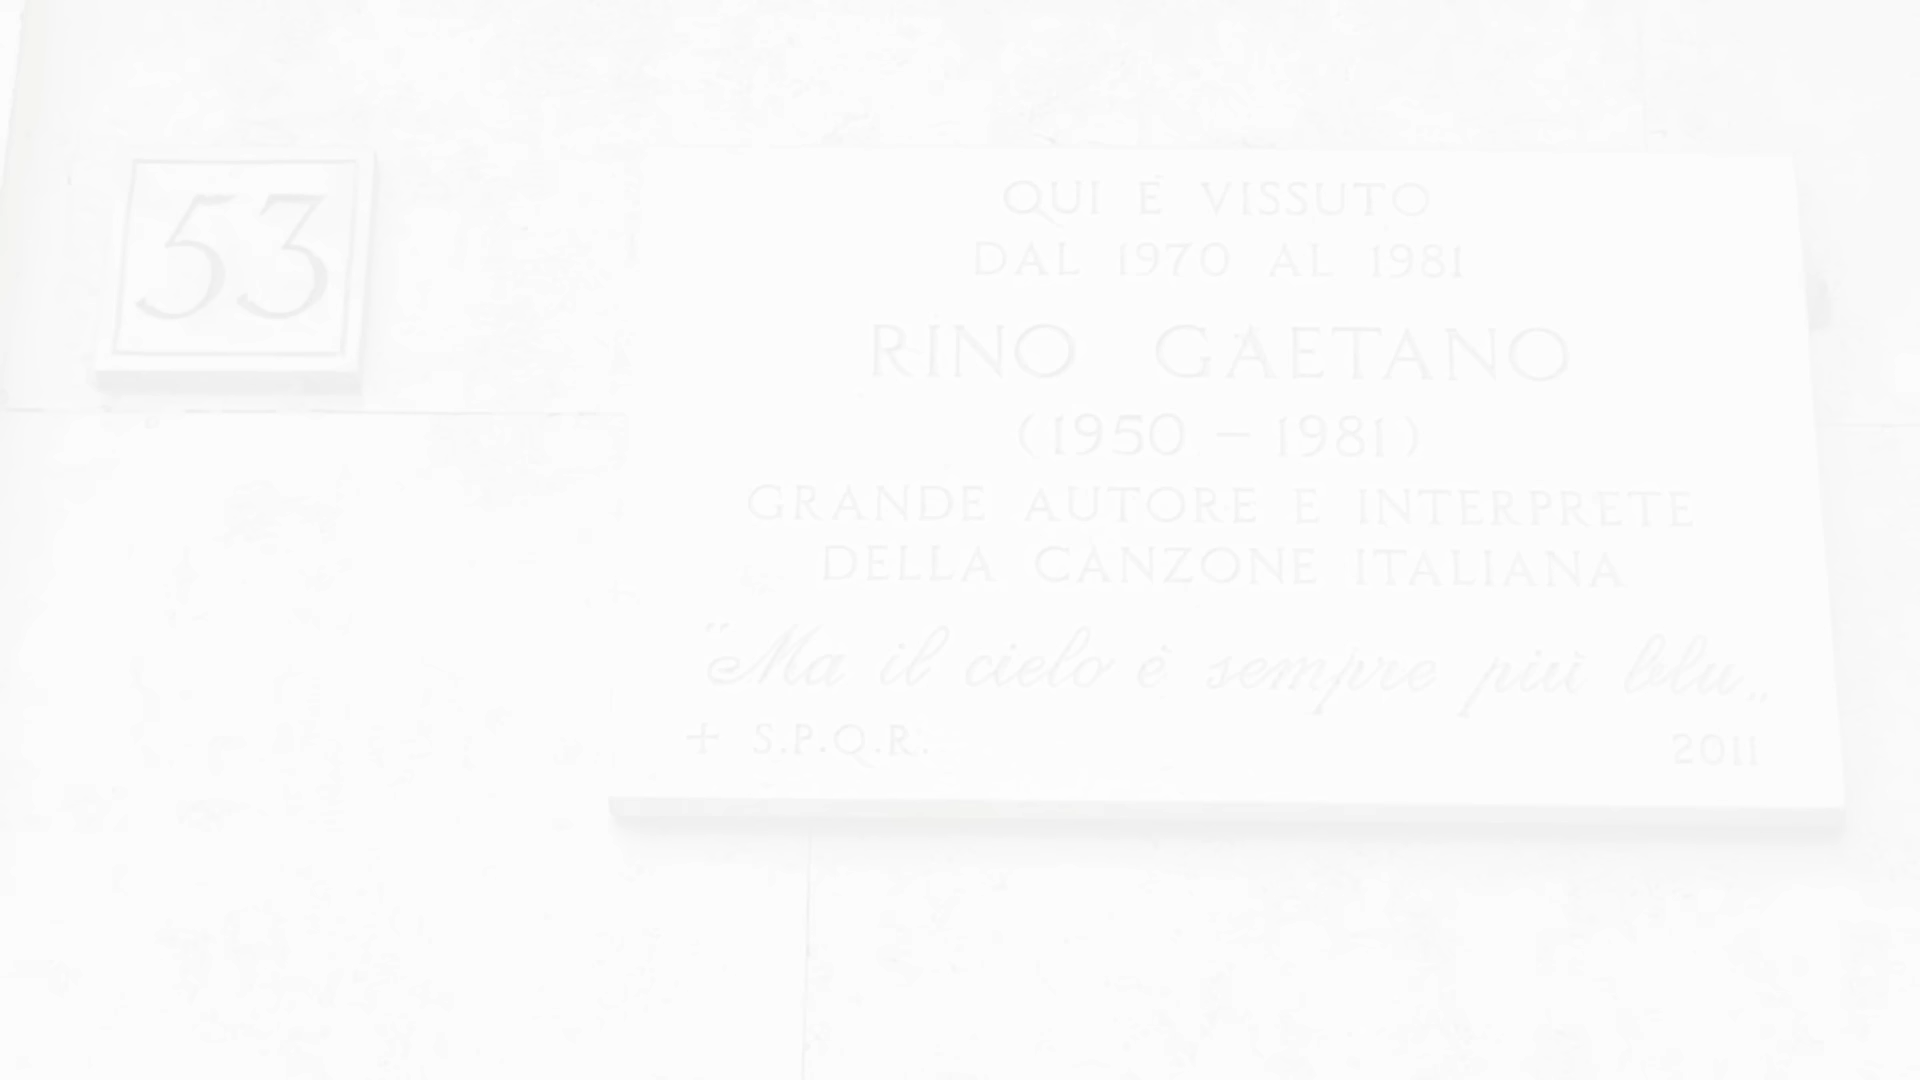 53
QUI È VISSUTO
DAL 1970 AL 1981
RINO GAETANO
(1950 – 1981)
GRANDE AUTORE E INTERPRETE
DELLA CANZONE ITALIANA
“Ma il cielo è sempre più blu„
+ S.P.Q.R.
2011